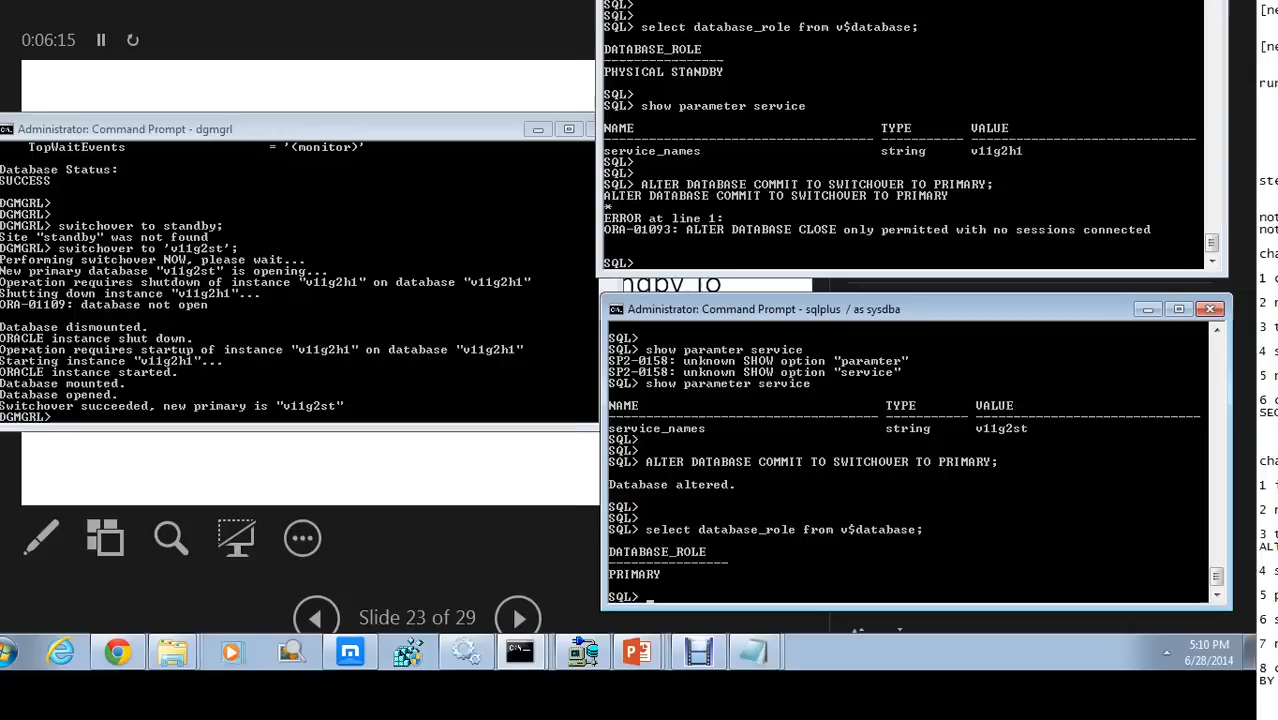 0:06:15
Administrator: Command Prompt - dgmgrl
TopWaitEvents = '(monitor)'
Database Status:
SUCCESS
DGMGRL>
DGMGRL>
DGMGRL> switchover to standby;
Site "standby" was not found
DGMGRL> switchover to 'v11g2st';
Performing switchover NOW, please wait...
New primary database "v11g2st" is opening...
Operation requires shutdown of instance "v11g2h1" on database "v11g2h1"
Shutting down instance "v11g2h1"...
ORA-01109: database not open
Database dismounted.
ORACLE instance shut down.
Operation requires startup of instance "v11g2h1" on database "v11g2h1"
Starting instance "v11g2h1"...
ORACLE instance started.
Database mounted.
Database opened.
Switchover succeeded, new primary is "v11g2st"
DGMGRL>
SQL>
SQL>
SQL> select database_role from v$database;
DATABASE_ROLE
----------------
PHYSICAL STANDBY
SQL>
SQL> show parameter service
NAME TYPE VALUE
service_names string v11g2h1
SQL>
SQL>
SQL> ALTER DATABASE COMMIT TO SWITCHOVER TO PRIMARY;
ALTER DATABASE COMMIT TO SWITCHOVER TO PRIMARY
*
ERROR at line 1:
ORA-01093: ALTER DATABASE CLOSE only permitted with no sessions connected
SQL>
Administrator: Command Prompt - sqlplus / as sysdba
SQL>
SQL> show paramter service
SP2-0158: unknown SHOW option "paramter"
SP2-0158: unknown SHOW option "service"
SQL> show parameter service
NAME TYPE VALUE
service_names string v11g2st
SQL>
SQL>
SQL> ALTER DATABASE COMMIT TO SWITCHOVER TO PRIMARY;
Database altered.
SQL>
SQL>
SQL> select database_role from v$database;
DATABASE_ROLE
----------------
PRIMARY
SQL> _
Slide 23 of 29
5:10 PM
6/28/2014